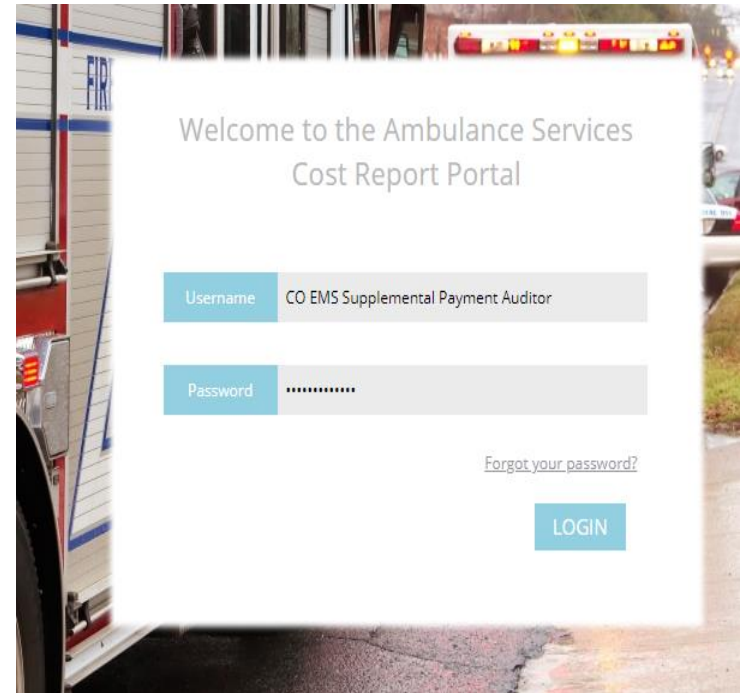 FIR
Welcome to the Ambulance Services
Cost Report Portal
Username CO EMS Supplemental Payment Auditor
Password •••••••••••••
Forgot your password?
LOGIN